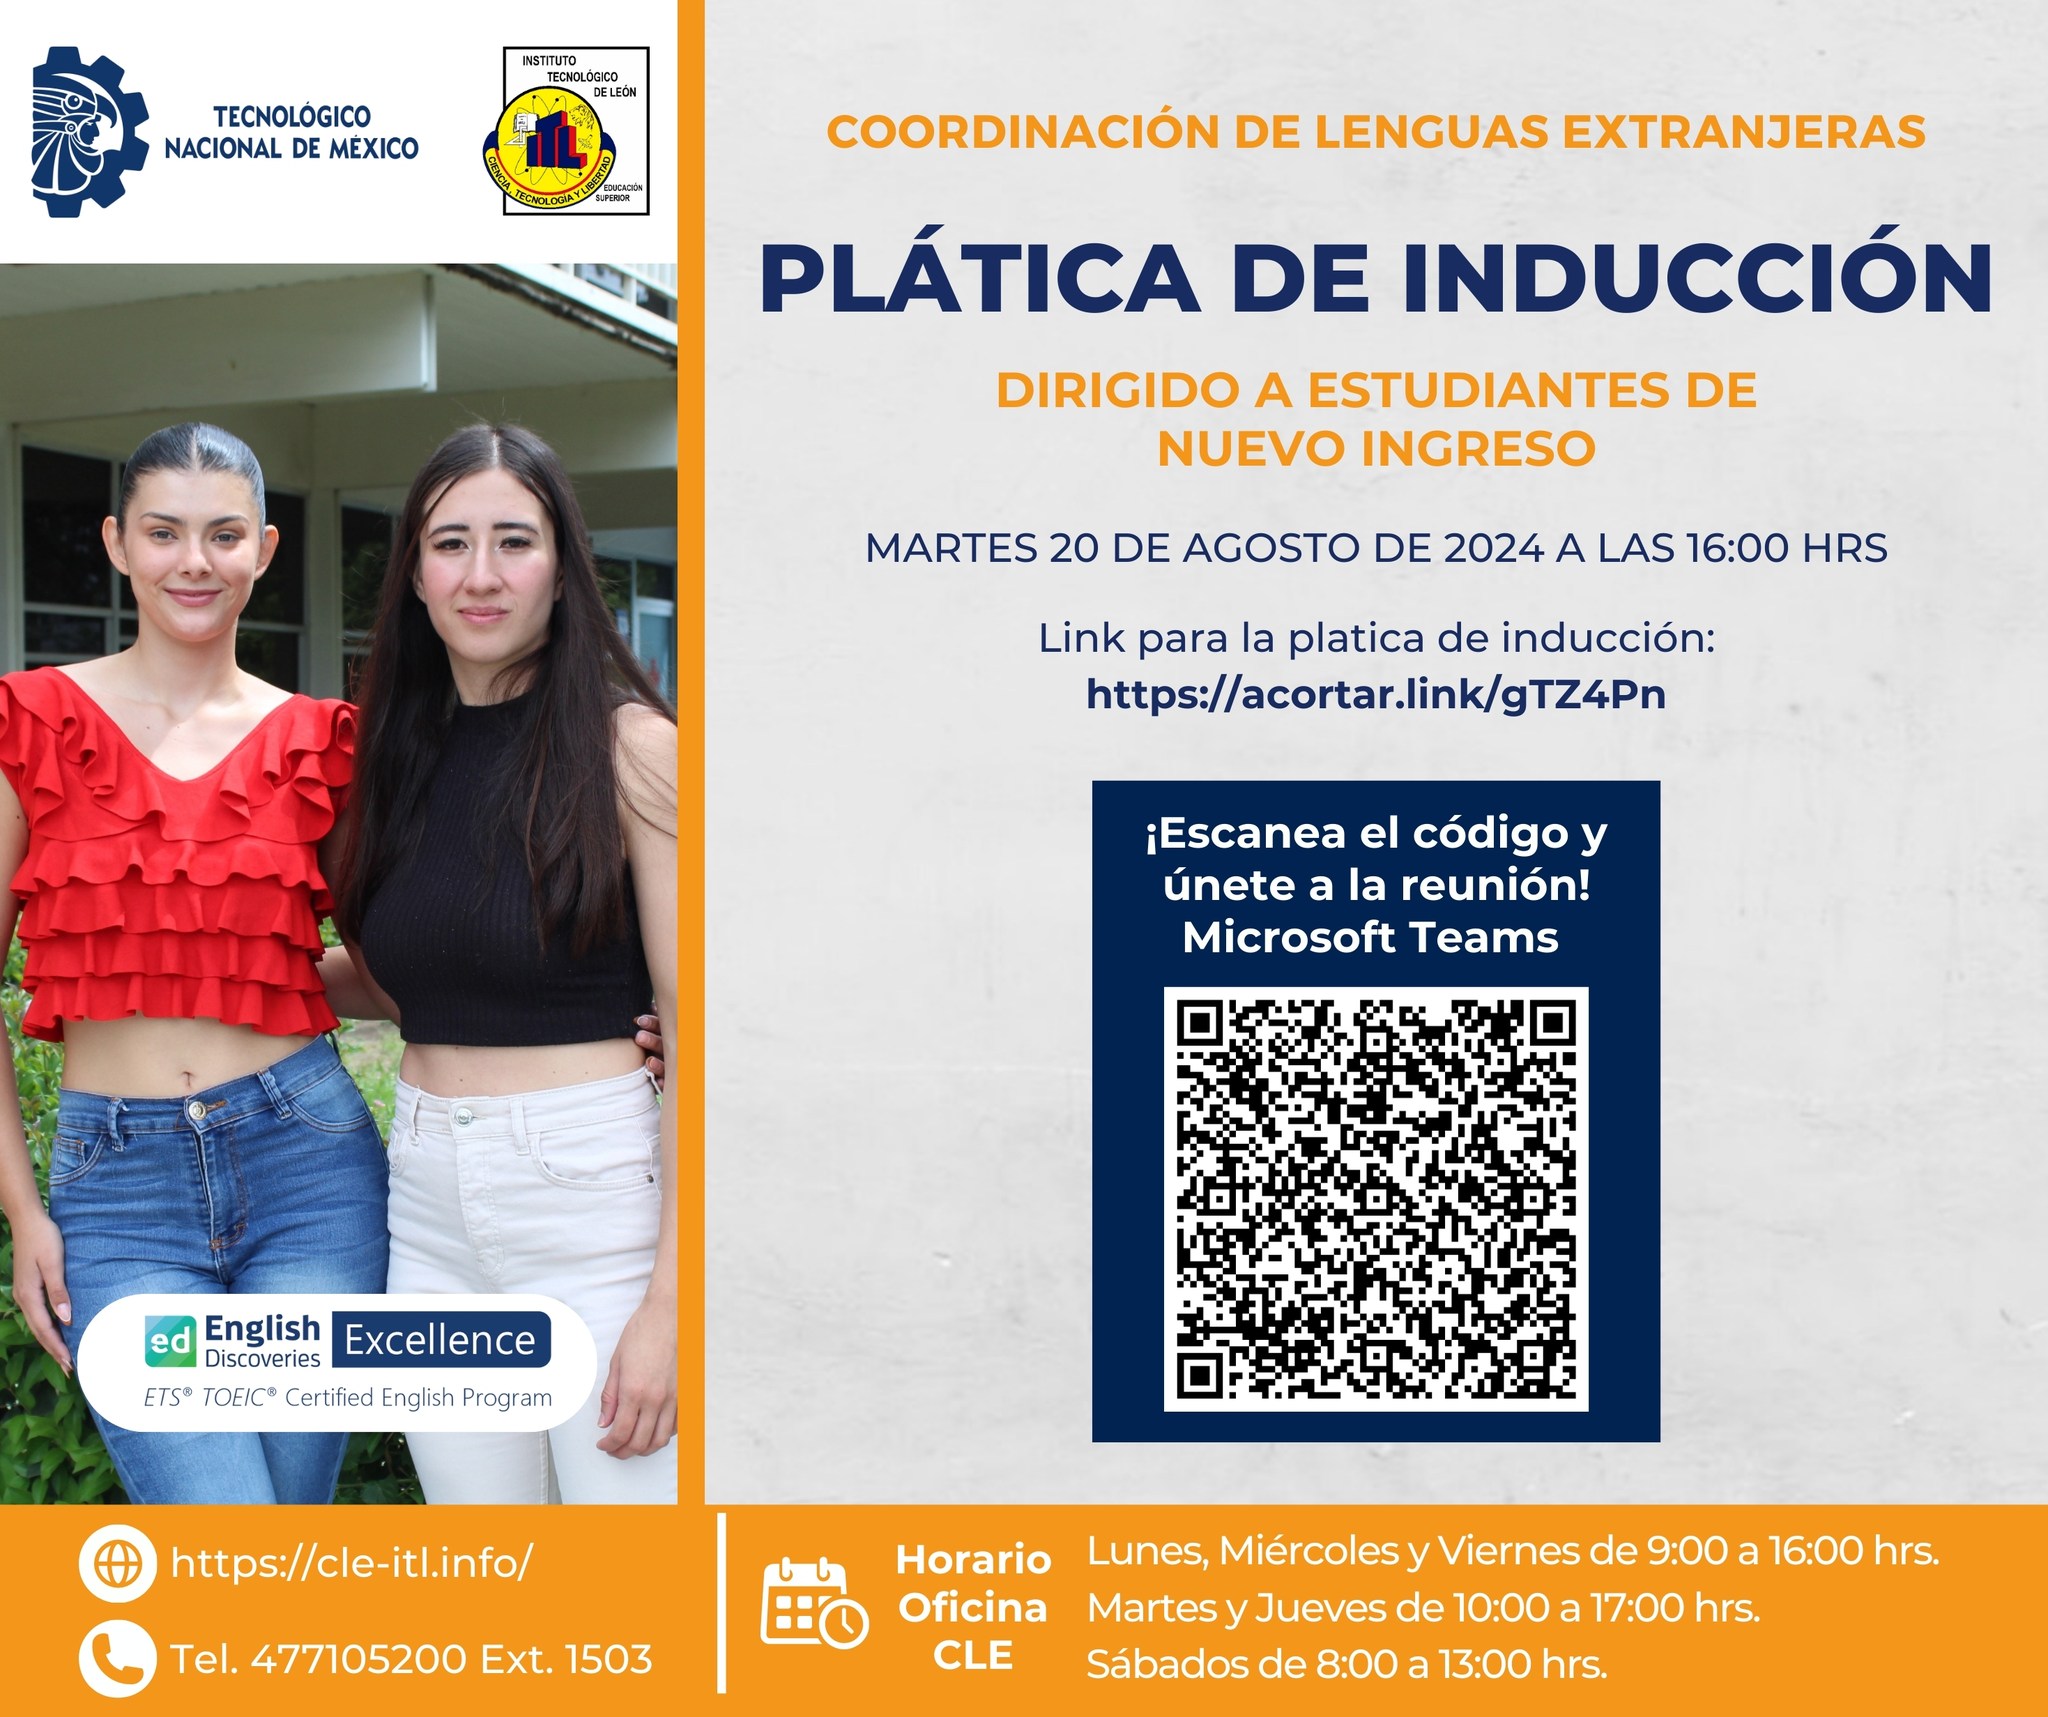 TECNOLÓGICO
NACIONAL DE MÉXICO
INSTITUTO
TECNOLÓGICO
DE LEÓN
ITL
CIENCIA, TECNOLOGÍA Y LIBERTAD
EDUCACIÓN
SUPERIOR
COORDINACIÓN DE LENGUAS EXTRANJERAS
PLÁTICA DE INDUCCIÓN
DIRIGIDO A ESTUDIANTES DE
NUEVO INGRESO
MARTES 20 DE AGOSTO DE 2024 A LAS 16:00 HRS
Link para la platica de inducción:
https://acortar.link/gTZ4Pn
¡Escanea el código y
únete a la reunión!
Microsoft Teams
ed English Discoveries Excellence
ETS® TOEIC® Certified English Program
https://cle-itl.info/
Tel. 477105200 Ext. 1503
Horario
Oficina
CLE
Lunes, Miércoles y Viernes de 9:00 a 16:00 hrs.
Martes y Jueves de 10:00 a 17:00 hrs.
Sábados de 8:00 a 13:00 hrs.